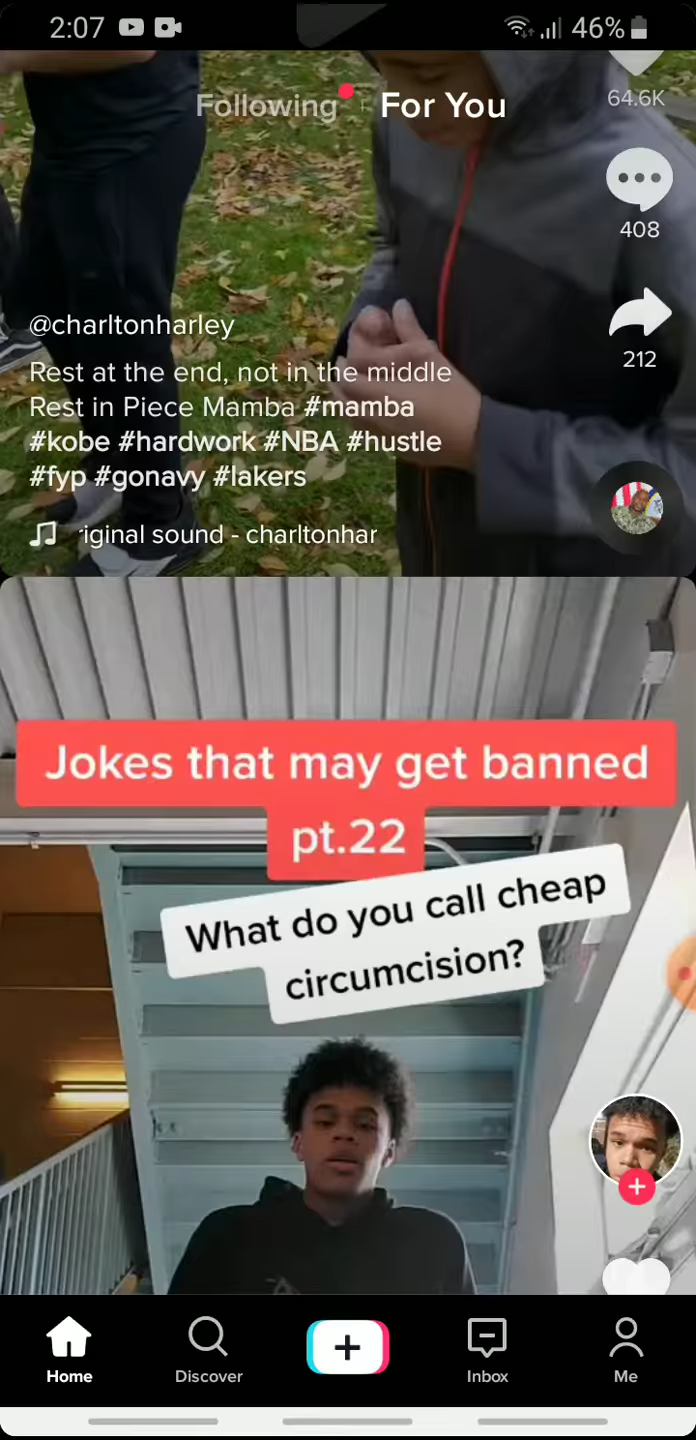 2:07
46%
Following
For You
64.6K
408
212
@charltonharley
Rest at the end, not in the middle
Rest in Piece Mamba #mamba
#kobe #hardwork #NBA #hustle
#fyp #gonavy #lakers
riginal sound - charltonhar
Jokes that may get banned
pt.22
What do you call cheap
circumcision?
Home
Discover
Inbox
Me